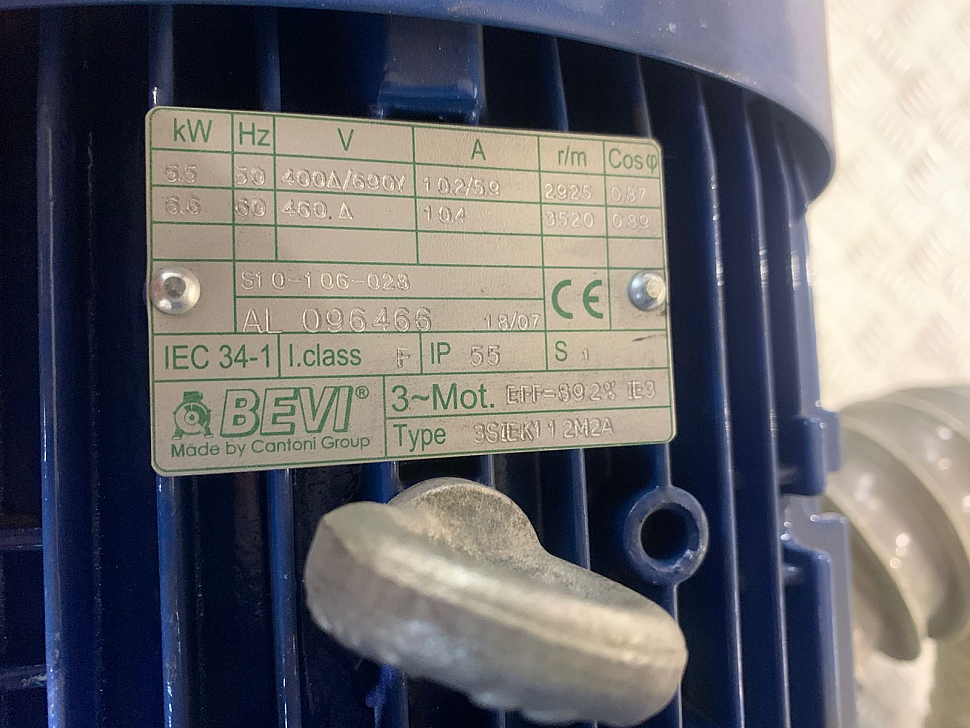 kW Hz V A r/m Cosφ
5.5 50 400Δ/690Y 10.2/5.9 2925 0.87
6.6 60 460.Δ 10.4 3520 0.89
S10-106-028
AL 096466 18/07
CE
IEC 34-1 I.class F IP 55 S 1
BEVI® 3~Mot. EFF=89.2% IE3
Made by Cantoni Group
Type 3SIEK112M2A